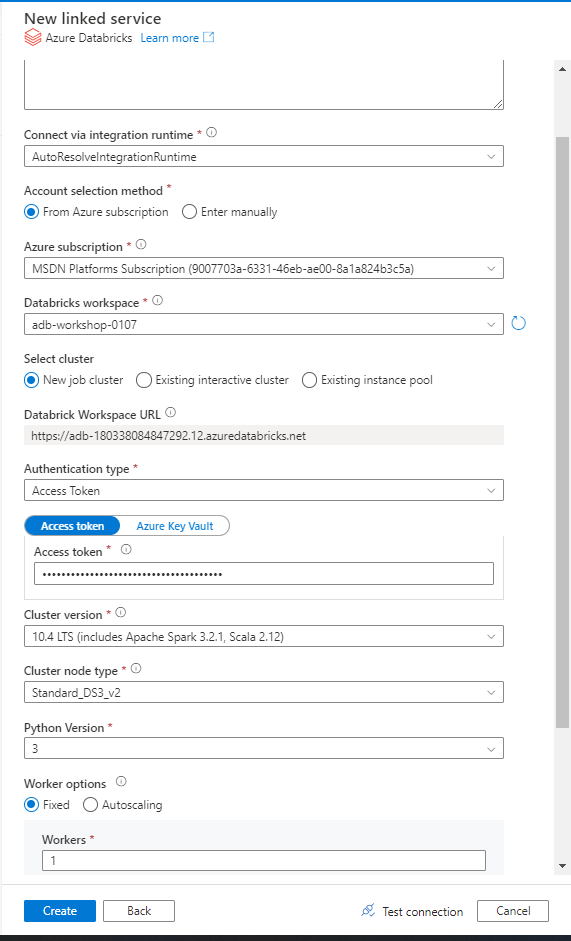 New linked service
Azure Databricks Learn more
Connect via integration runtime *
AutoResolveIntegrationRuntime
Account selection method *
From Azure subscription Enter manually
Azure subscription *
MSDN Platforms Subscription (9007703a-6331-46eb-ae00-8a1a824b3c5a)
Databricks workspace *
adb-workshop-0107
Select cluster
New job cluster Existing interactive cluster Existing instance pool
Databrick Workspace URL
https://adb-180338084847292.12.azuredatabricks.net
Authentication type *
Access Token
Access token Azure Key Vault
Access token *
••••••••••••••••••••••••••••••••••••••
Cluster version *
10.4 LTS (includes Apache Spark 3.2.1, Scala 2.12)
Cluster node type *
Standard_DS3_v2
Python Version *
3
Worker options
Fixed Autoscaling
Workers *
1
Create Back Test connection Cancel